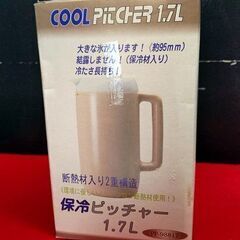 COOL PITCHER 1.7L
大きな氷が入ります！（約95mm）
結露しません！（保冷材入り）
冷たさ長持ち！
断熱材入り2重構造
保冷ピッチャー
1.7L